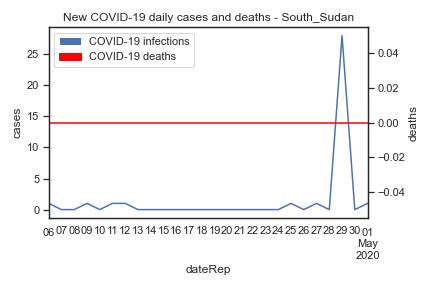 New COVID-19 daily cases and deaths - South_Sudan
COVID-19 infections
COVID-19 deaths
25
20
15
10
5
0
cases
0.04
0.02
0.00
−0.02
−0.04
deaths
06 07 08 09 10 11 12 13 14 15 16 17 18 19 20 21 22 23 24 25 26 27 28 29 30 01
May
2020
dateRep